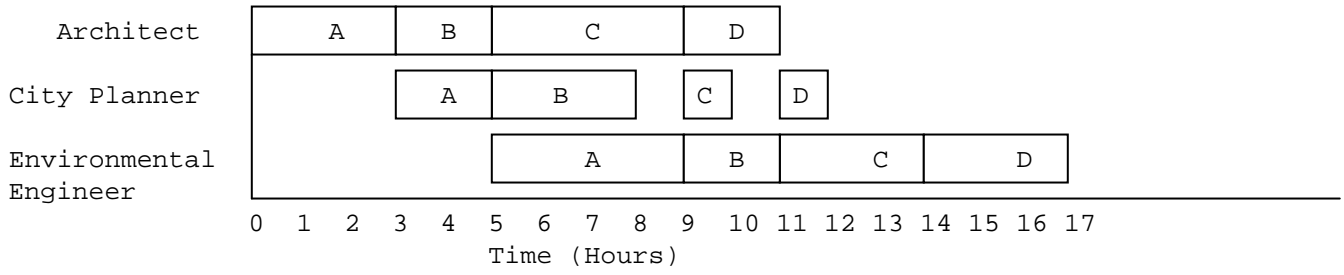 Architect A B C D
City Planner A B C D
Environmental A B C D
Engineer
0 1 2 3 4 5 6 7 8 9 10 11 12 13 14 15 16 17
Time (Hours)